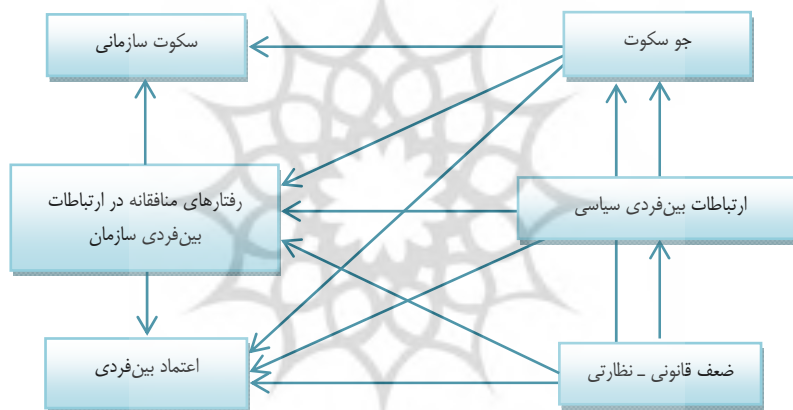 جو سکوت
سکوت سازمانی
ارتباطات بین‌فردی سیاسی
رفتارهای منافقانه در ارتباطات
بین‌فردی سازمان
ضعف قانونی ـ نظارتی
اعتماد بین‌فردی